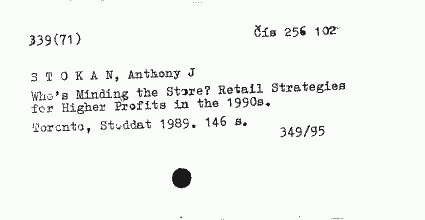 339(71)
Čís 256 102
S T O K A N, Anthony J
Who's Minding the Store? Retail Strategies
for Higher Profits in the 1990s.
Toronto, Stoddat 1989. 146 s.
349/95